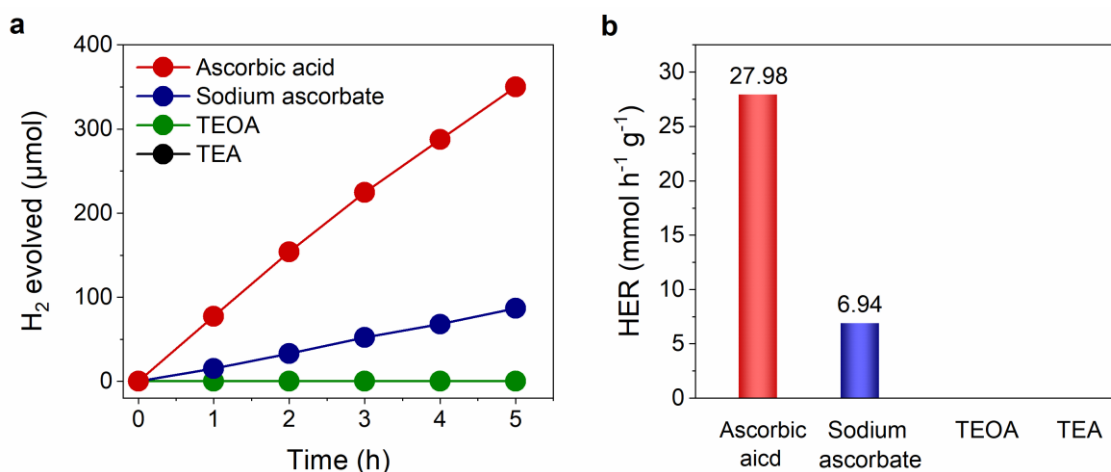 a
400
300
200
100
0
H₂ evolved (μmol)
Ascorbic acid
Sodium ascorbate
TEOA
TEA
0 1 2 3 4 5
Time (h)
b
30
25
20
15
10
5
0
HER (mmol h⁻¹ g⁻¹)
27.98
6.94
Ascorbic
aicd
Sodium
ascorbate
TEOA
TEA